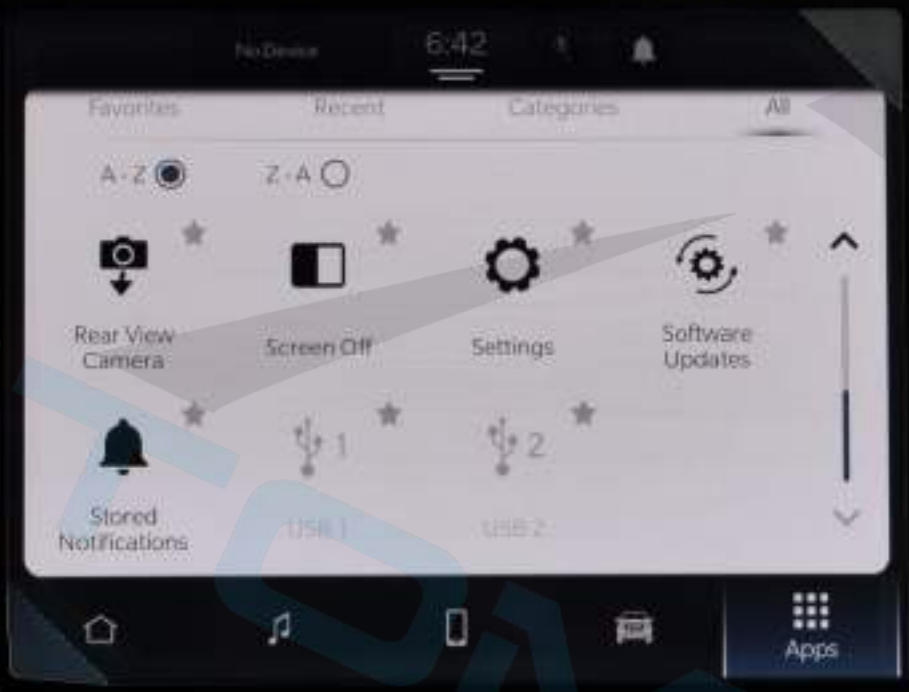 No Device
6:42
Favorites
Recent
Categories
All
A - Z
Z - A
Rear View
Camera
Screen Off
Settings
Software
Updates
1
2
Stored
Notifications
USB 1
USB 2
Apps